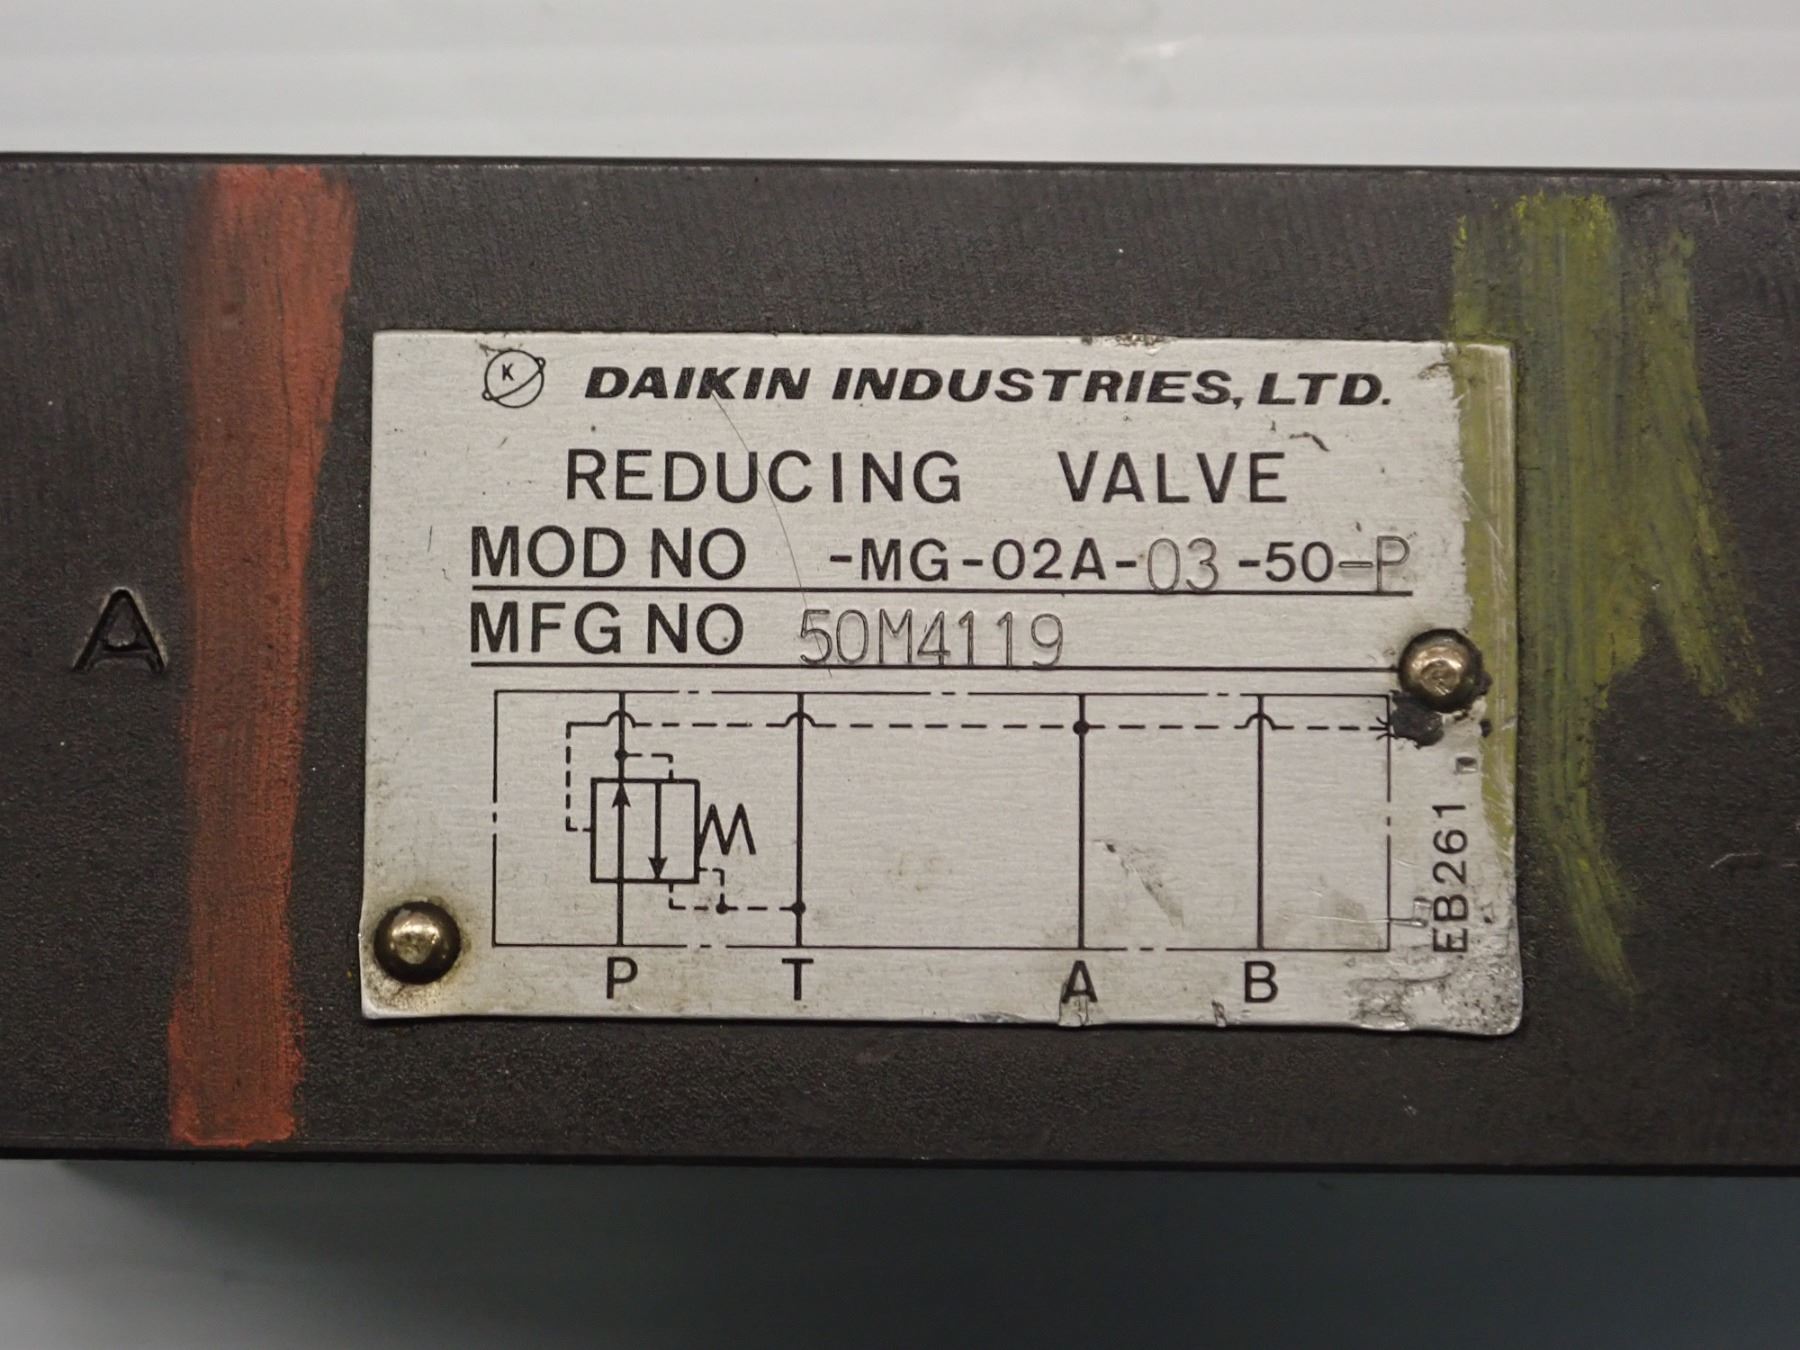 K DAIKIN INDUSTRIES, LTD.
REDUCING VALVE
MOD NO -MG-02A-03-50-P
MFG NO 50M4119
P T A B
EB261
A